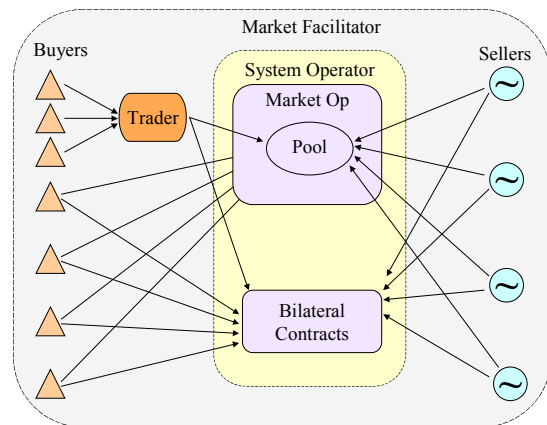 Market Facilitator
Buyers
Sellers
System Operator
Market Op
Trader
Pool
Bilateral
Contracts